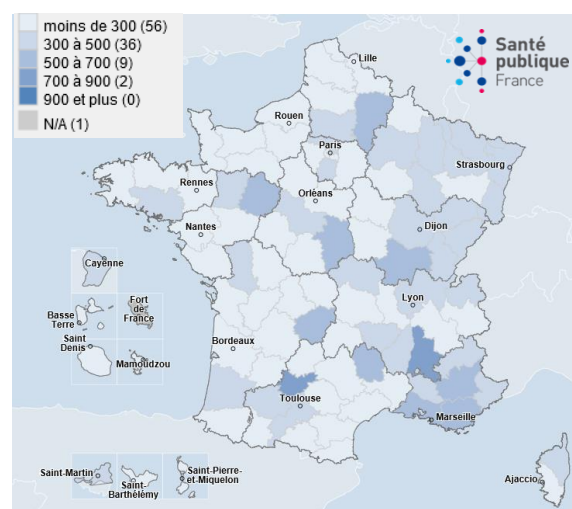 moins de 300 (56)
300 à 500 (36)
500 à 700 (9)
700 à 900 (2)
900 et plus (0)
N/A (1)
Santé
publique
France
Lille
Rouen
Paris
Strasbourg
Rennes
Orléans
Dijon
Nantes
Cayenne
Lyon
Basse
Terre
Fort
de
France
Saint
Denis
Mamoudzou
Bordeaux
Toulouse
Marseille
Saint-Martin
Saint-
Barthélémy
Saint-Pierre
et-Miquelon
Ajaccio